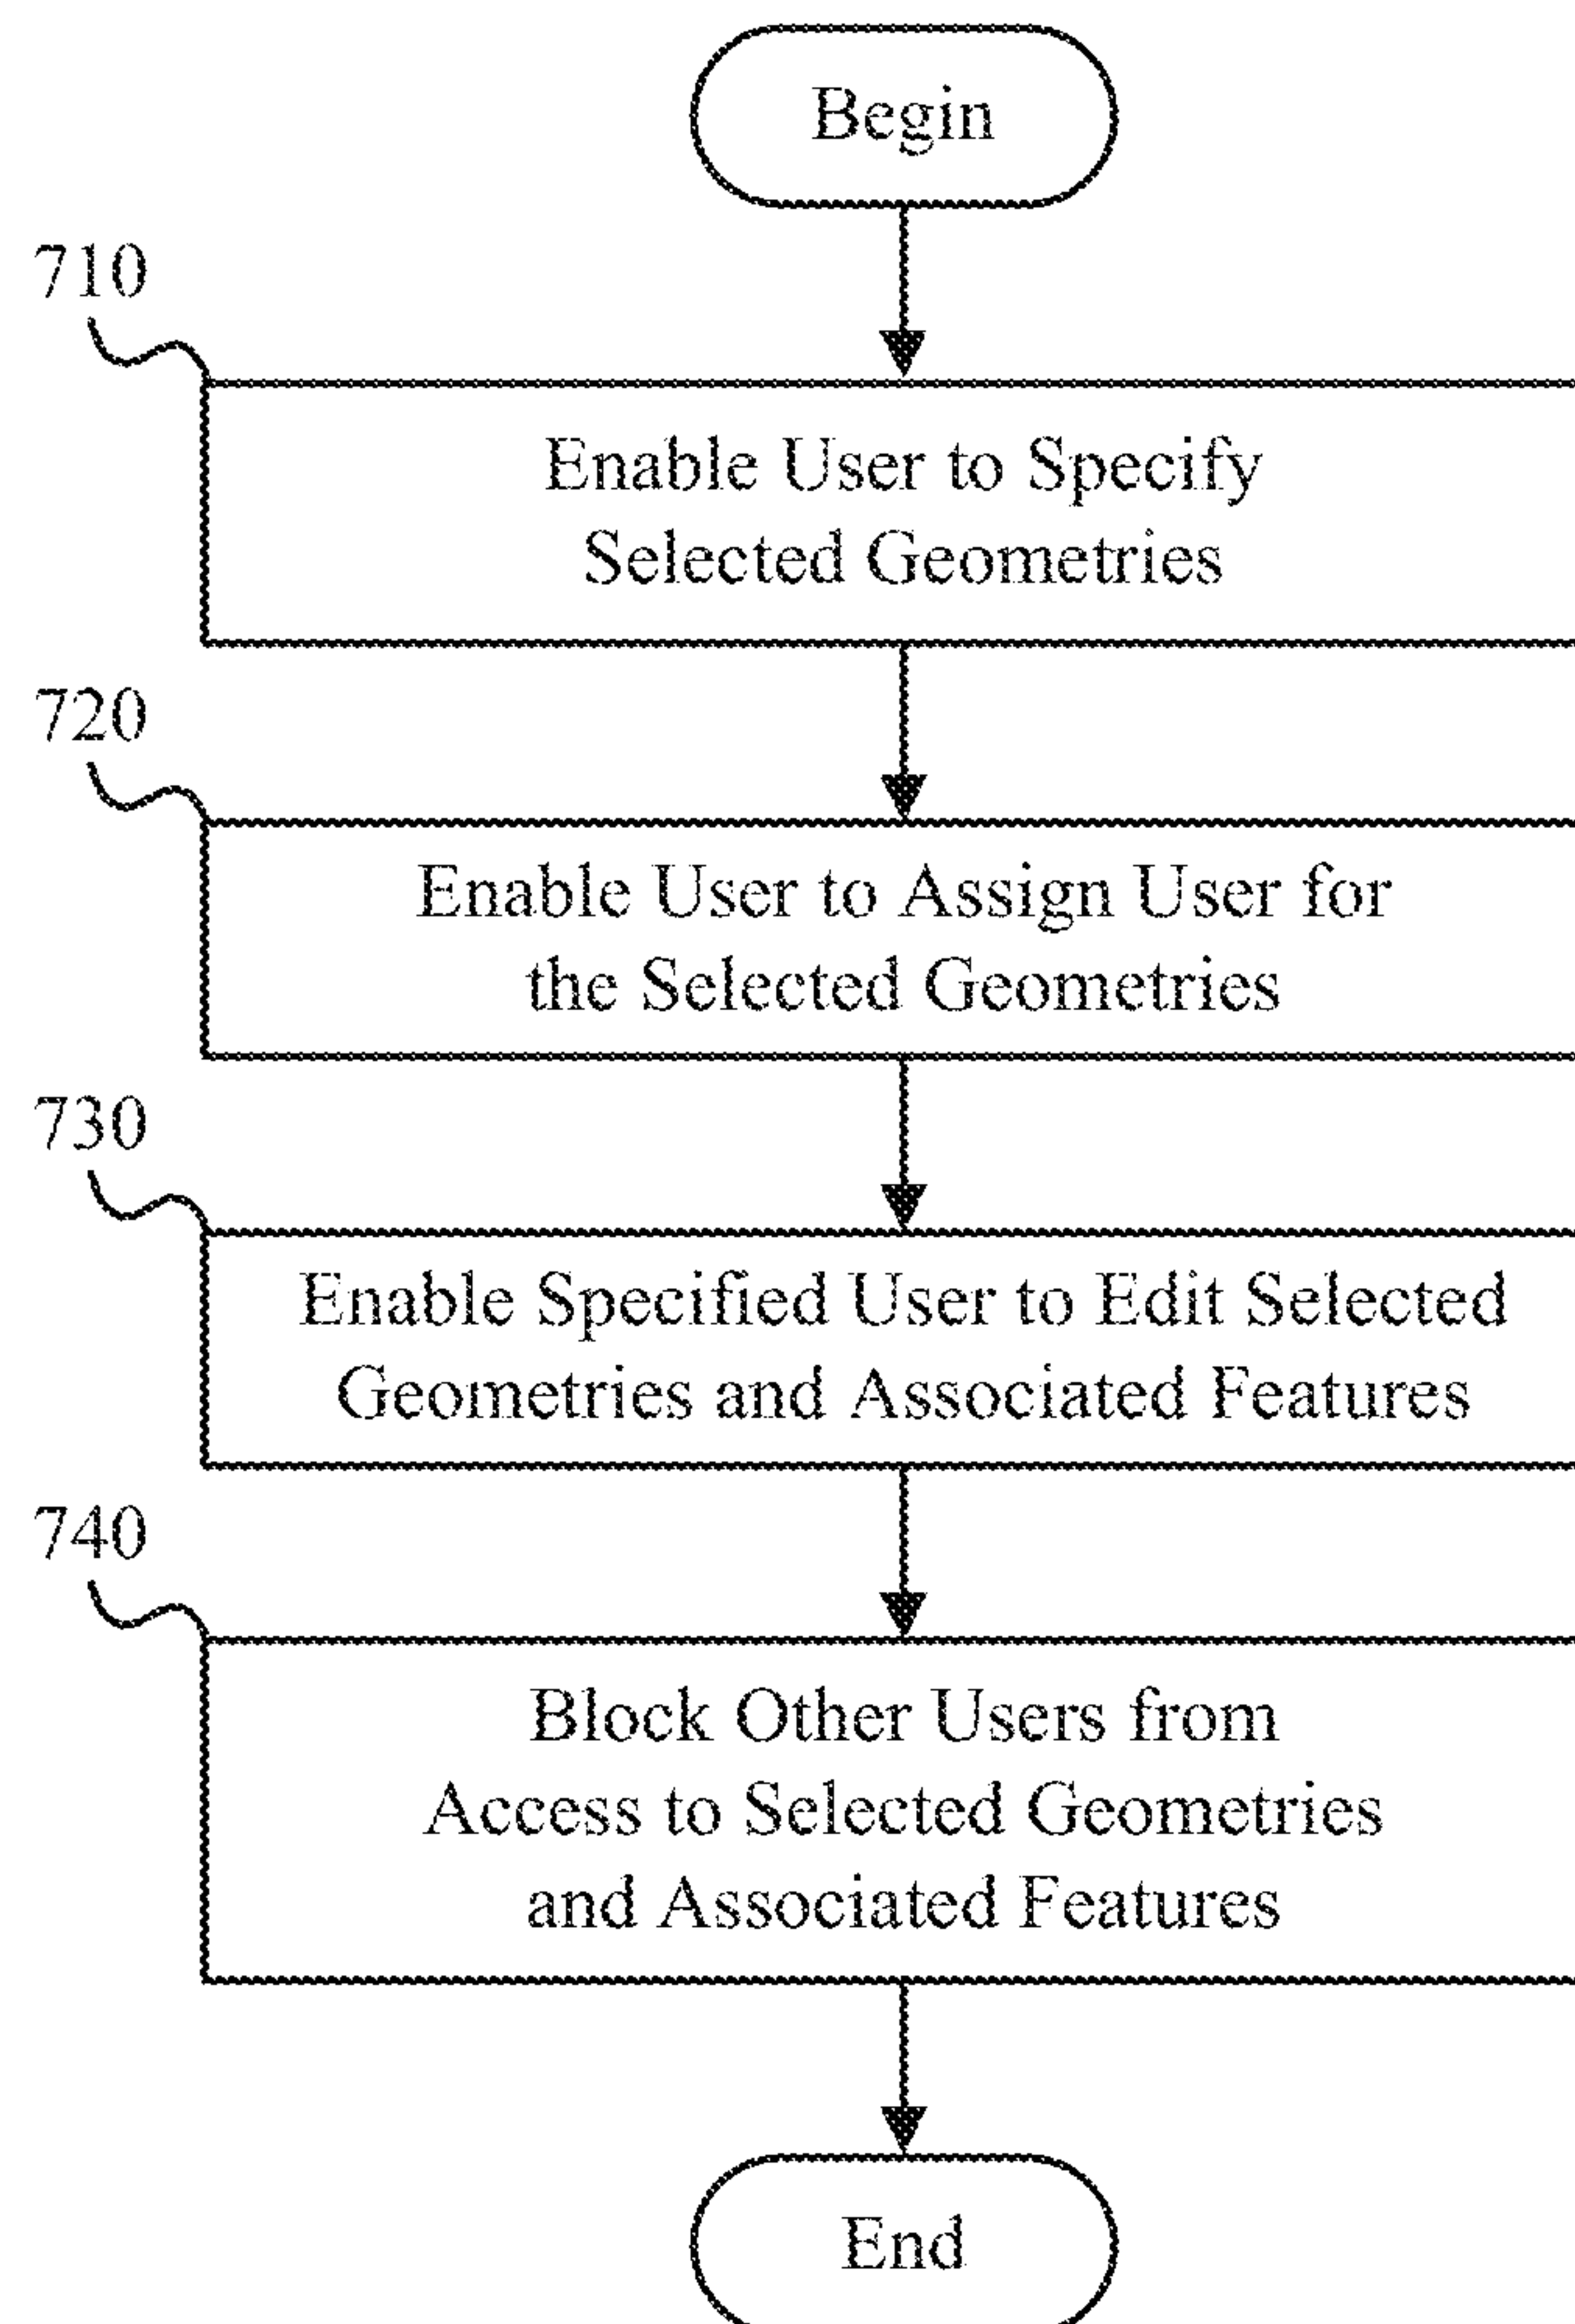 Begin
710
Enable User to Specify
Selected Geometries
720
Enable User to Assign User for
the Selected Geometries
730
Enable Specified User to Edit Selected
Geometries and Associated Features
740
Block Other Users from
Access to Selected Geometries
and Associated Features
End